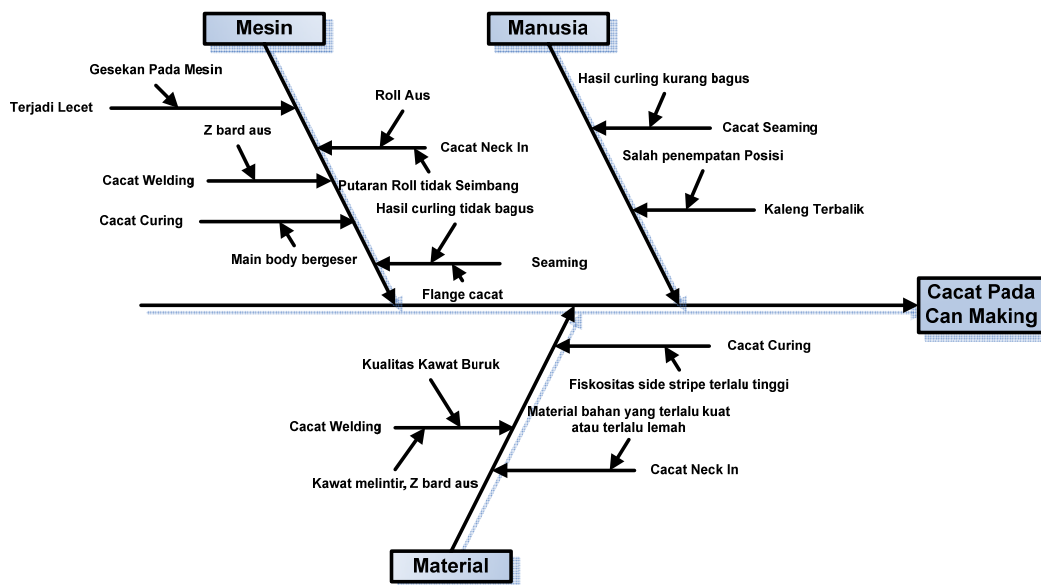 Mesin
Manusia
Gesekan Pada Mesin
Terjadi Lecet
Roll Aus
Z bard aus
Cacat Neck In
Cacat Welding
Putaran Roll tidak Seimbang
Hasil curling tidak bagus
Cacat Curing
Main body bergeser
Seaming
Flange cacat
Hasil curling kurang bagus
Cacat Seaming
Salah penempatan Posisi
Kaleng Terbalik
Cacat Pada
Can Making
Cacat Curing
Kualitas Kawat Buruk
Fiskositas side stripe terlalu tinggi
Material bahan yang terlalu kuat
atau terlalu lemah
Cacat Welding
Cacat Neck In
Kawat melintir, Z bard aus
Material